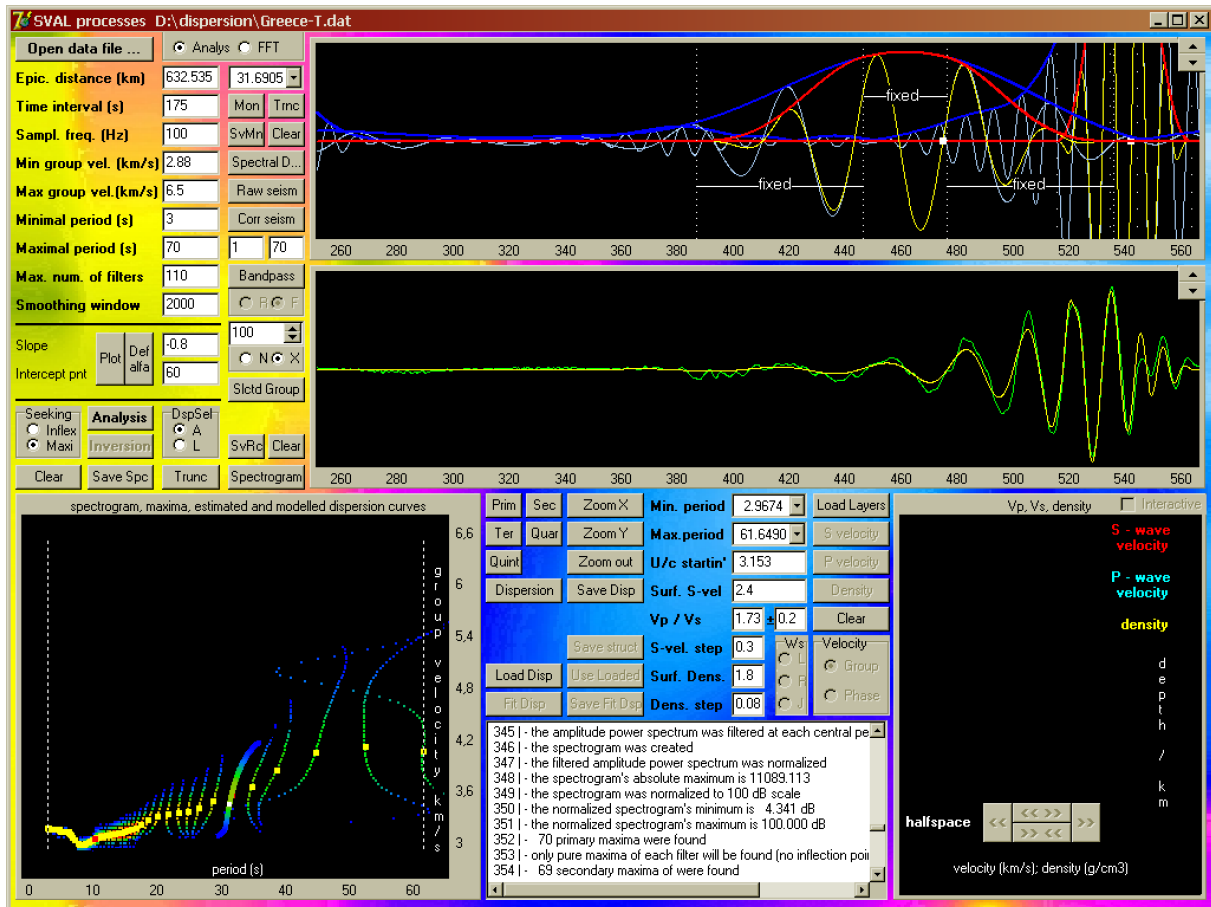 SVAL processes D:\dispersion\Greece-T.dat
Open data file ...
Analys FFT
Epic. distance (km) 632.535 31.6905
Time interval (s) 175 Mon Trnc
Sampl. freq. (Hz) 100 SvMn Clear
Min group vel. (km/s) 2.88 Spectral D...
Max group vel.(km/s) 6.5 Raw seism
Minimal period (s) 3 Corr seism
Maximal period (s) 70 1 70
Max. num. of filters 110 Bandpass
Smoothing window 2000 R F
100
Slope -0.8 N X
Plot Def alfa
Intercept pnt 60
Slctd Group
Seeking Inflex Maxi
Analysis
Inversion
DspSel A L
SvRc Clear
Clear Save Spc Trunc Spectrogram
fixed
fixed
fixed
260 280 300 320 340 360 380 400 420 440 460 480 500 520 540 560
260 280 300 320 340 360 380 400 420 440 460 480 500 520 540 560
spectrogram, maxima, estimated and modelled dispersion curves
6,6
6
5,4
4,8
4,2
3,6
3
group velocity km/s
period (s)
0 10 20 30 40 50 60
Prim Sec Zoom X Min. period 2.9674 Load Layers
Ter Quar Zoom Y Max.period 61.6490 S velocity
Quint Zoom out U/c startin' 3.153 P velocity
Dispersion Save Disp Surf. S-vel 2.4 Density
Vp / Vs 1.73 ± 0.2 Clear
Save struct S-vel. step 0.3 Ws Velocity
L Group
Load Disp Use Loaded Surf. Dens. 1.8 R
Phase
Fit Disp Save Fit Dsp Dens. step 0.08 J
345 | - the amplitude power spectrum was filtered at each central pe
346 | - the spectrogram was created
347 | - the filtered amplitude power spectrum was normalized
348 | - the spectrogram's absolute maximum is 11089.113
349 | - the spectrogram was normalized to 100 dB scale
350 | - the normalized spectrogram's minimum is 4.341 dB
351 | - the normalized spectrogram's maximum is 100.000 dB
352 | - 70 primary maxima were found
353 | - only pure maxima of each filter will be found (no inflection poin
354 | - 69 secondary maxima of were found
Vp, Vs, density Interactive
S - wave
velocity
P - wave
velocity
density
depth / km
halfspace << << >> >> << >>
velocity (km/s); density (g/cm3)